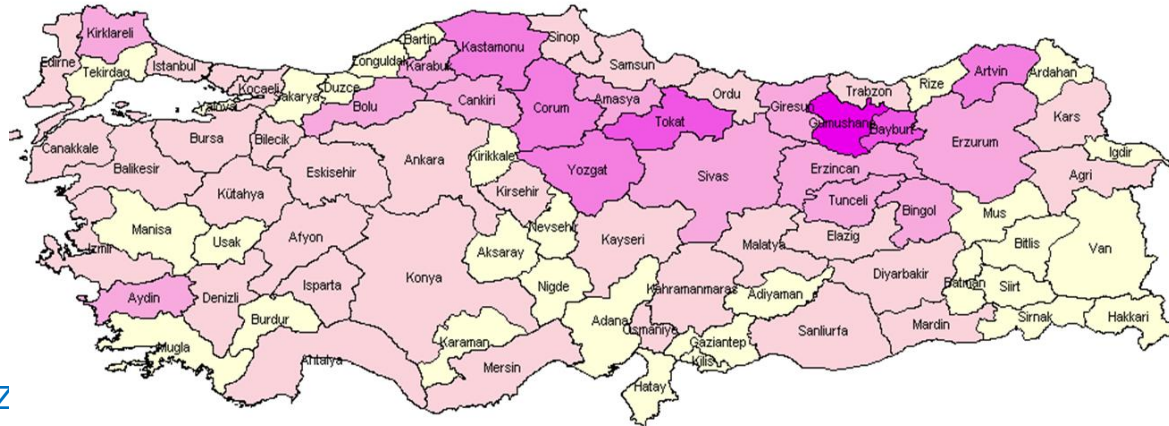 Kirklareli
Edirne
Tekirdag
Istanbul
Kocaeli
Yalova
Sakarya
Duzce
Zonguldak
Bartin
Karabuk
Kastamonu
Sinop
Samsun
Bolu
Cankiri
Corum
Amasya
Tokat
Ordu
Giresun
Trabzon
Gumushane
Bayburt
Rize
Artvin
Ardahan
Kars
Igdir
Agri
Erzurum
Erzincan
Canakkale
Balikesir
Bursa
Bilecik
Eskisehir
Kütahya
Ankara
Kirikkale
Kirsehir
Yozgat
Sivas
Tunceli
Bingol
Elazig
Malatya
Mus
Bitlis
Van
Izmir
Manisa
Usak
Afyon
Konya
Aksaray
Nevsehir
Kayseri
Nigde
Kahramanmaras
Adiyaman
Diyarbakir
Batman
Siirt
Sirnak
Hakkari
Aydin
Denizli
Isparta
Burdur
Mugla
Antalya
Karaman
Mersin
Adana
Osmaniye
Gaziantep
Kilis
Hatay
Sanliurfa
Mardin
z